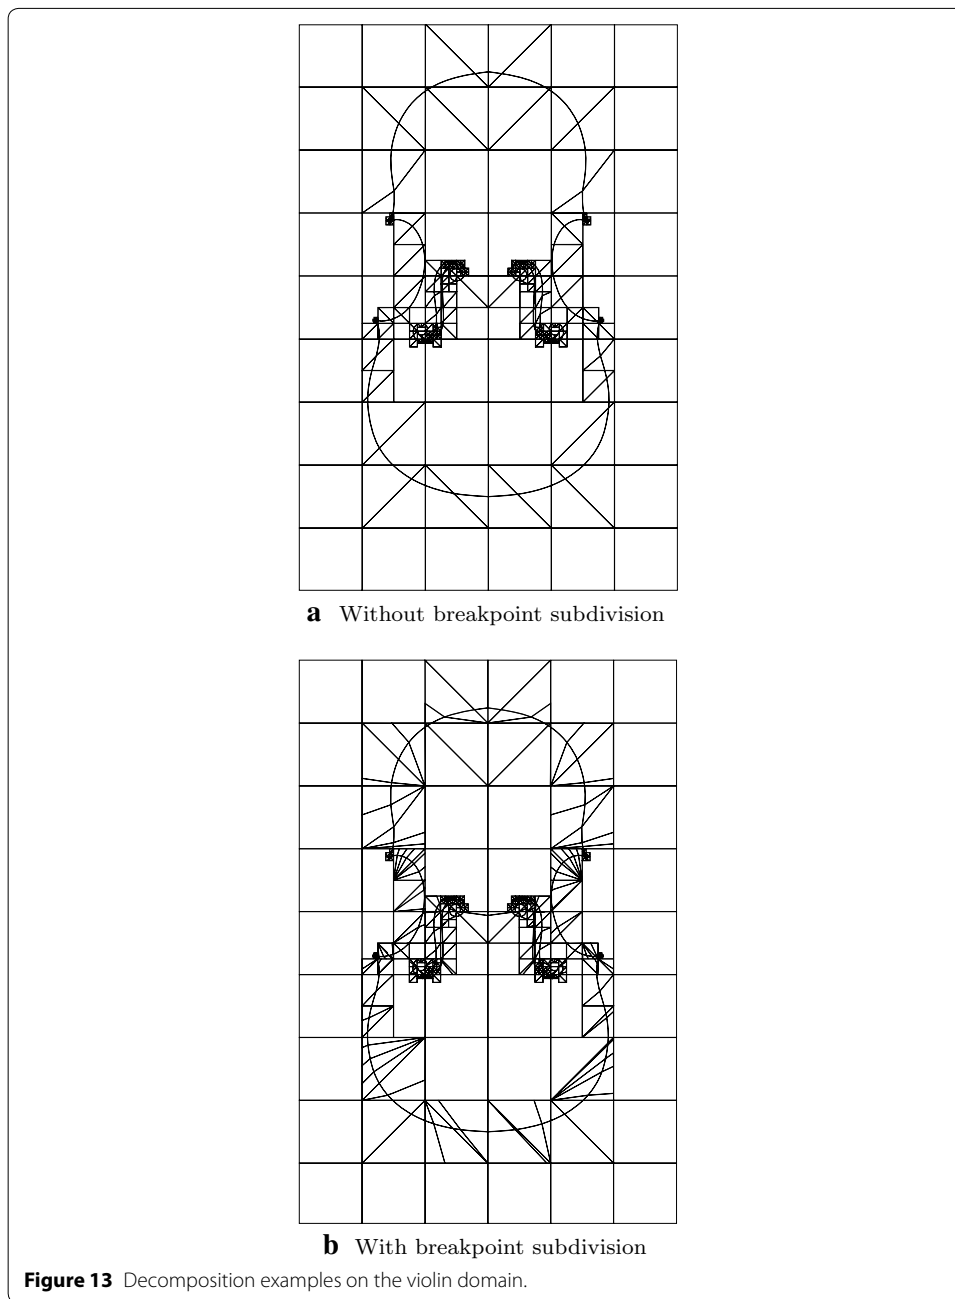 a Without breakpoint subdivision
b With breakpoint subdivision
Figure 13 Decomposition examples on the violin domain.